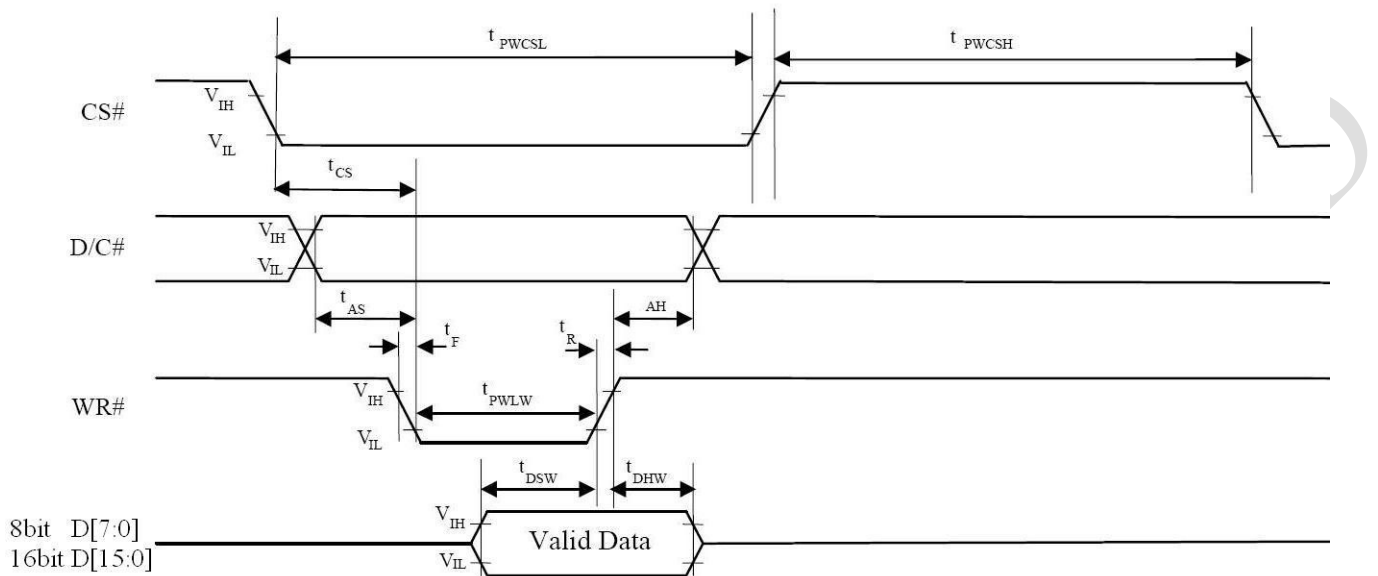 t PWCSL
t PWCSH
CS#
VIH
VIL
tCS
D/C#
VIH
VIL
tAS
tF
tR
AH
WR#
VIH
VIL
tPWLW
tDSW
tDHW
8bit D[7:0]
16bit D[15:0]
VIH
VIL
Valid Data